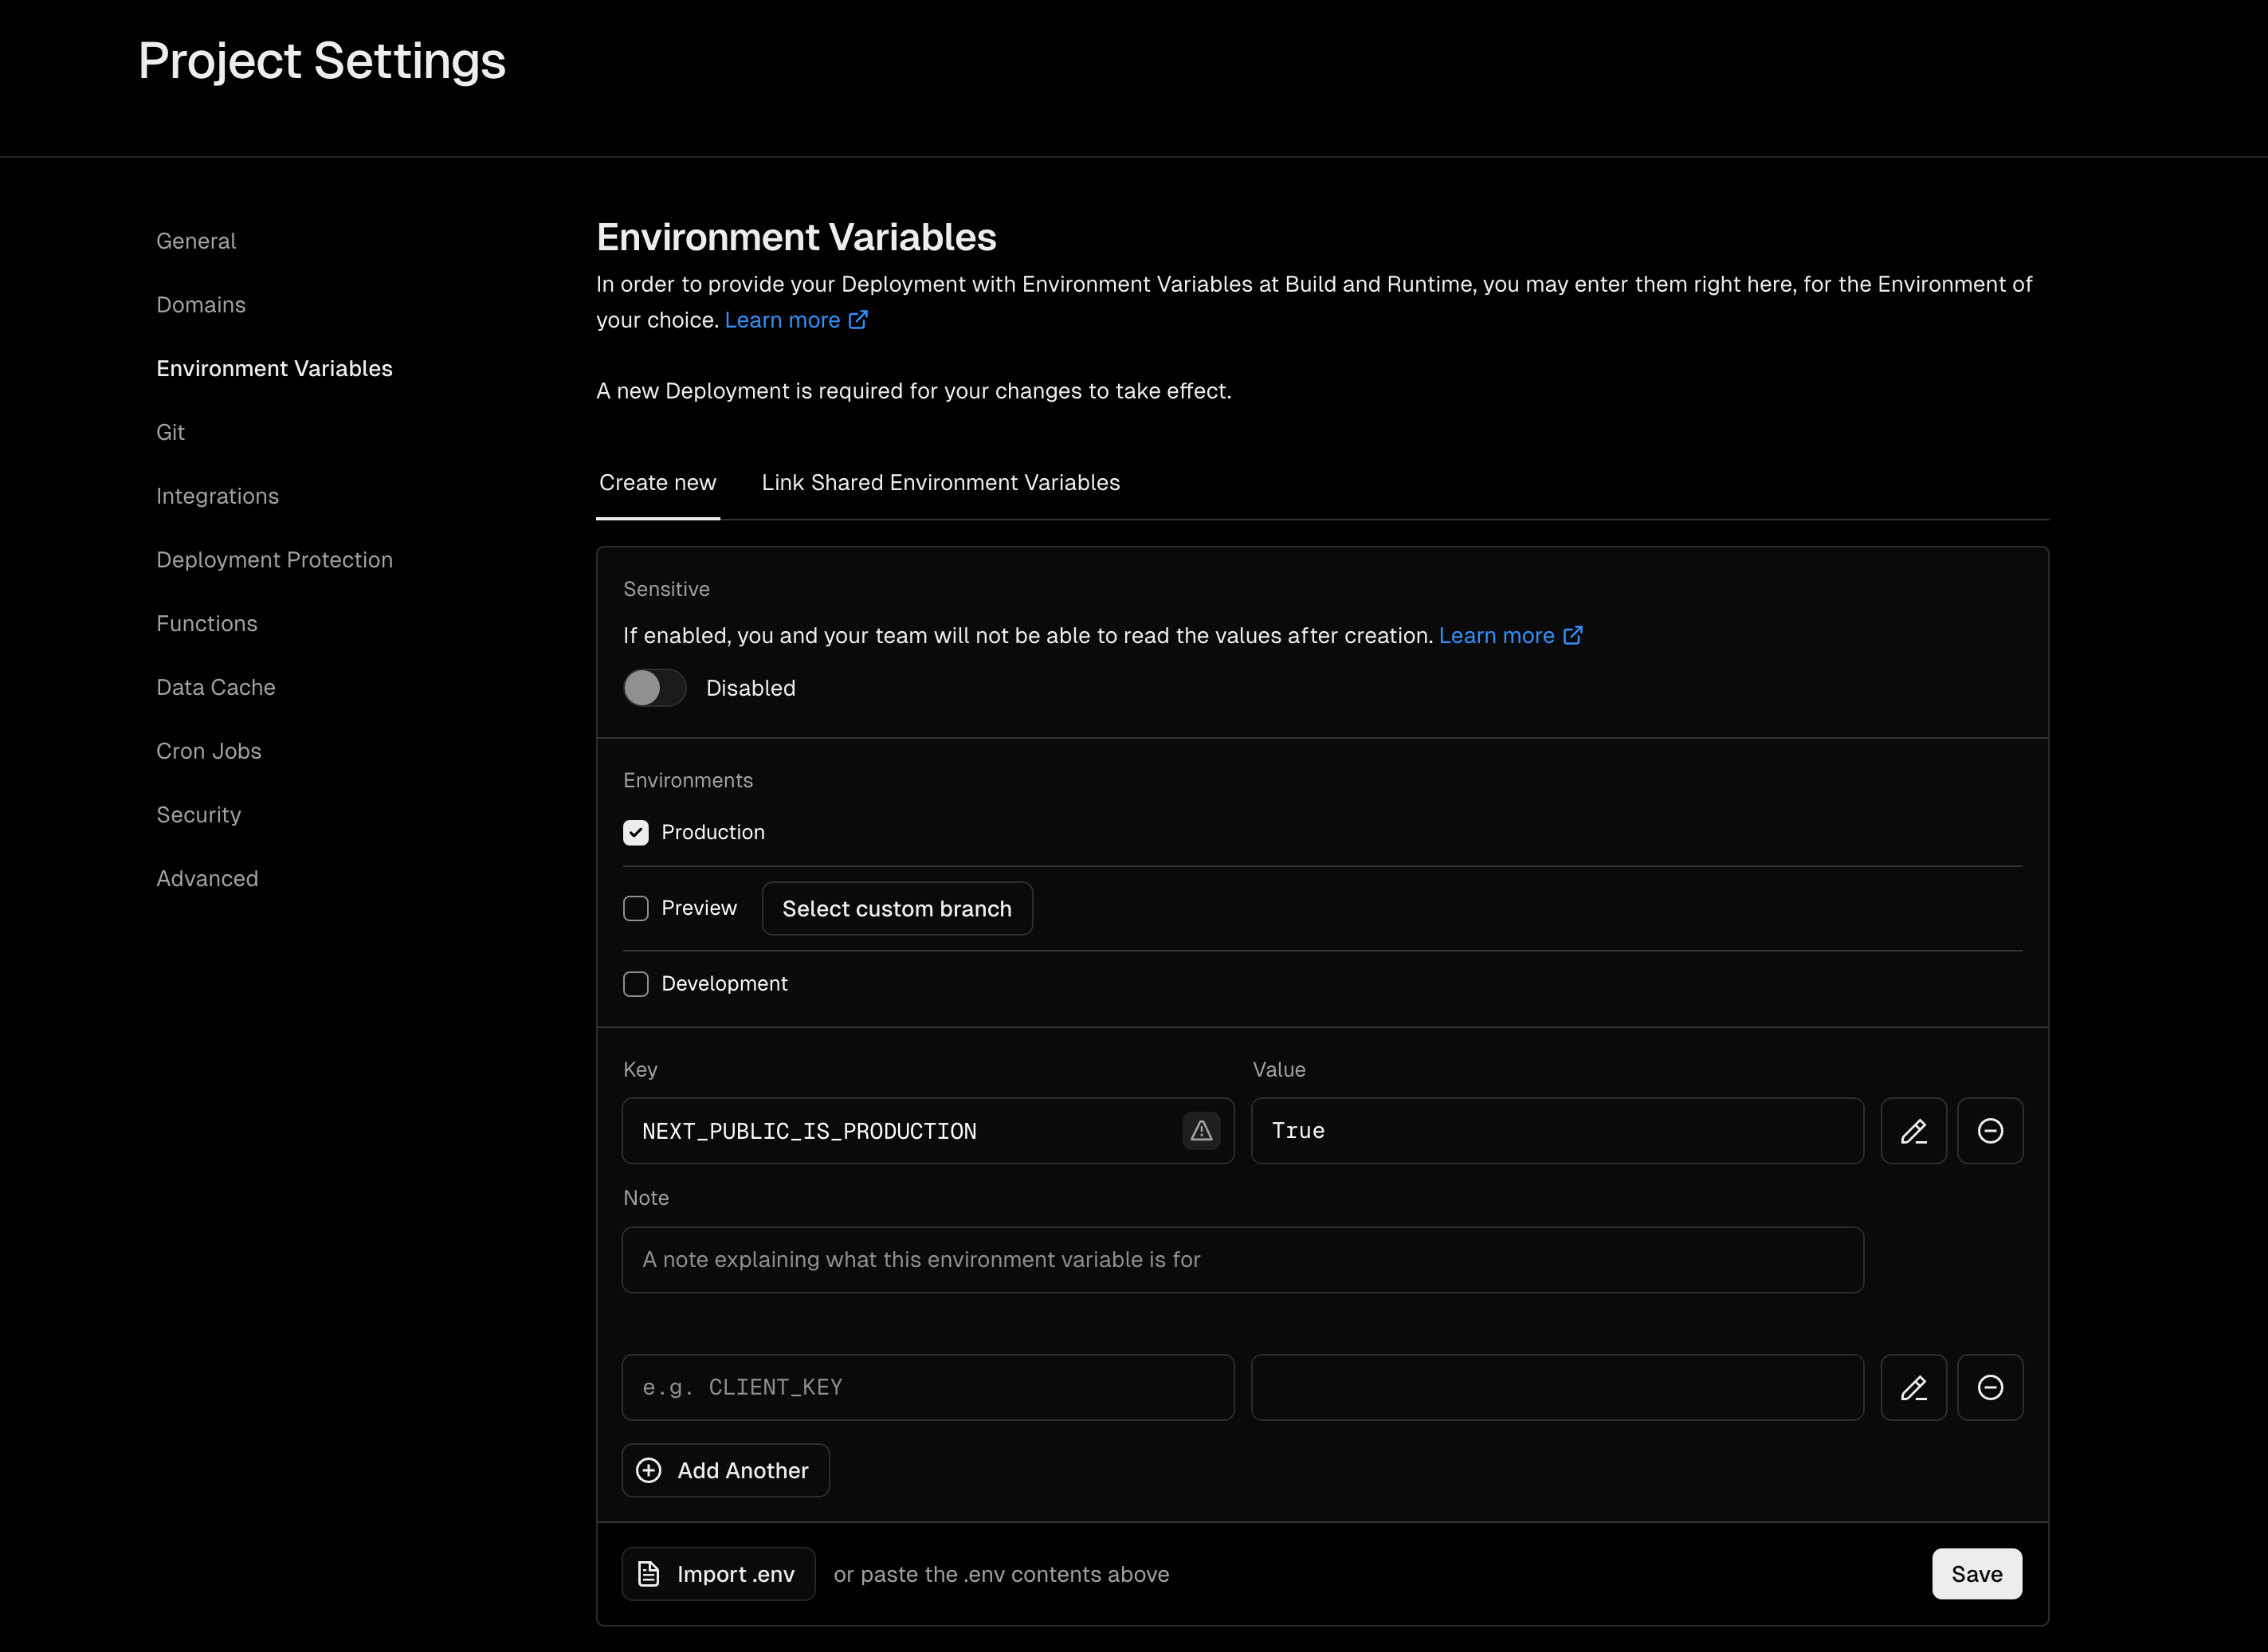 Project Settings
General
Domains
Environment Variables
Git
Integrations
Deployment Protection
Functions
Data Cache
Cron Jobs
Security
Advanced
Environment Variables
In order to provide your Deployment with Environment Variables at Build and Runtime, you may enter them right here, for the Environment of
your choice. Learn more
A new Deployment is required for your changes to take effect.
Create new
Link Shared Environment Variables
Sensitive
If enabled, you and your team will not be able to read the values after creation. Learn more
Disabled
Environments
Production
Preview
Select custom branch
Development
Key
Value
NEXT_PUBLIC_IS_PRODUCTION
True
Note
A note explaining what this environment variable is for
e.g. CLIENT_KEY
Add Another
Import .env
or paste the .env contents above
Save